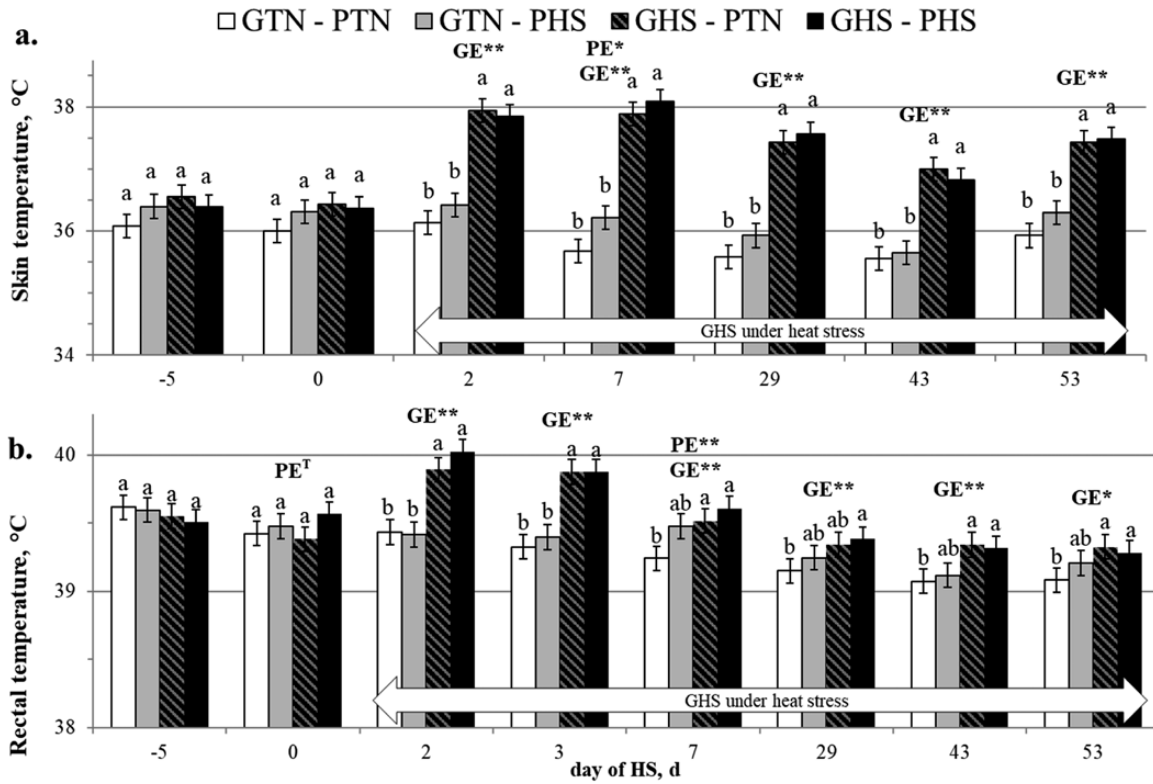 GTN - PTN GTN - PHS GHS - PTN GHS - PHS
a.
Skin temperature, °C
38
36
34
GE** PE* GE** GE** GE** GE**
a a a a
a a a a
b b a a
b b a a
b b a a
b b a a
b b a a
GHS under heat stress
-5 0 2 7 29 43 53
b.
Rectal temperature, °C
40
39
38
PEᵀ GE** GE** PE** GE** GE** GE** GE*
a a a a
a a a a
b b a a
b b a a
b ab a a
b ab ab a
b ab a a
b ab a a
GHS under heat stress
-5 0 2 3 7 29 43 53
day of HS, d